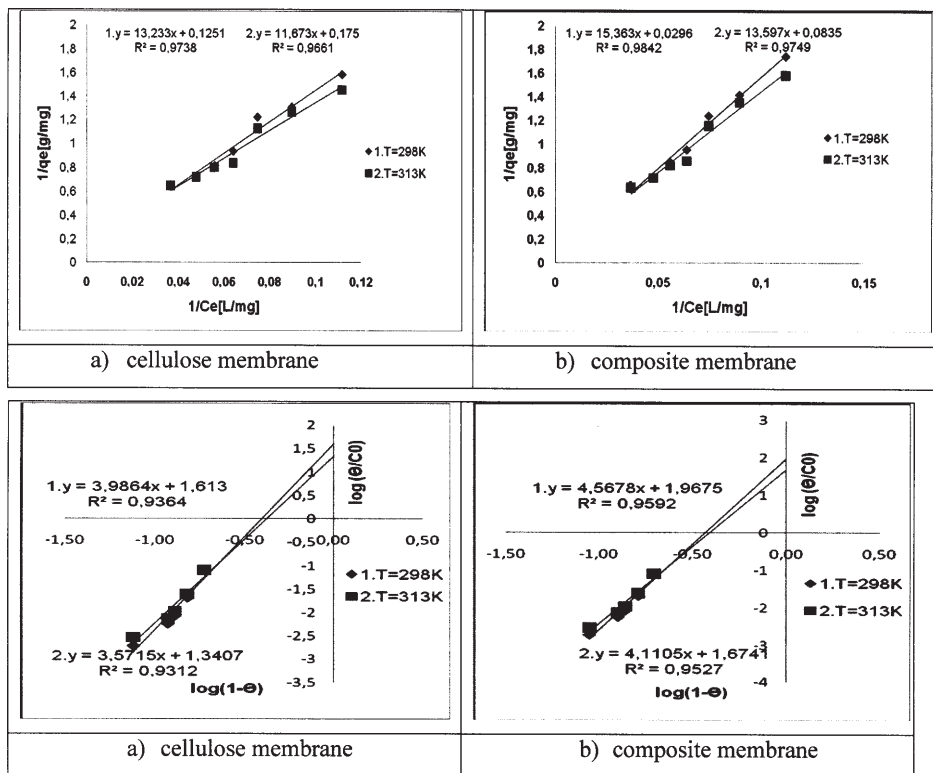 2
1,8
1,6
1,4
1,2
1
0,8
0,6
0,4
0,2
0
1/qe[g/mg]
1.y = 13,233x + 0,1251
R² = 0,9738
2.y = 11,673x + 0,175
R² = 0,9661
1.T=298K
2.T=313K
0 0,02 0,04 0,06 0,08 0,1 0,12
1/Ce[L/mg]
2
1,8
1,6
1,4
1,2
1
0,8
0,6
0,4
0,2
0
1/qe[g/mg]
1.y = 15,363x + 0,0296
R² = 0,9842
2.y = 13,597x + 0,0835
R² = 0,9749
1.T=298K
2.T=313K
0 0,05 0,1 0,15
1/Ce[L/mg]
a) cellulose membrane
b) composite membrane
2
1,5
1
0,5
0
-0,5
-1
-1,5
-2
-2,5
-3
-3,5
log(Θ/C0)
1.y = 3,9864x + 1,613
R² = 0,9364
-1,50 -1,00 -0,50 0,00 0,50
1.T=298K
2.T=313K
2.y = 3,5715x + 1,3407
R² = 0,9312
log(1-Θ)
3
2
1
0
-1
-2
-3
-4
log(Θ/C0)
1.y = 4,5678x + 1,9675
R² = 0,9592
-1,50 -1,00 -0,50 0,00 0,50
1.T=298K
2.T=313K
2.y = 4,1105x + 1,6741
R² = 0,9527
log(1-Θ)
a) cellulose membrane
b) composite membrane